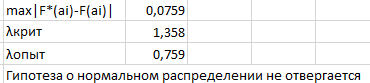 max|F*(ai)-F(ai)| 0,0759
λкрит 1,358
λопыт 0,759
Гипотеза о нормальном распределении не отвергается